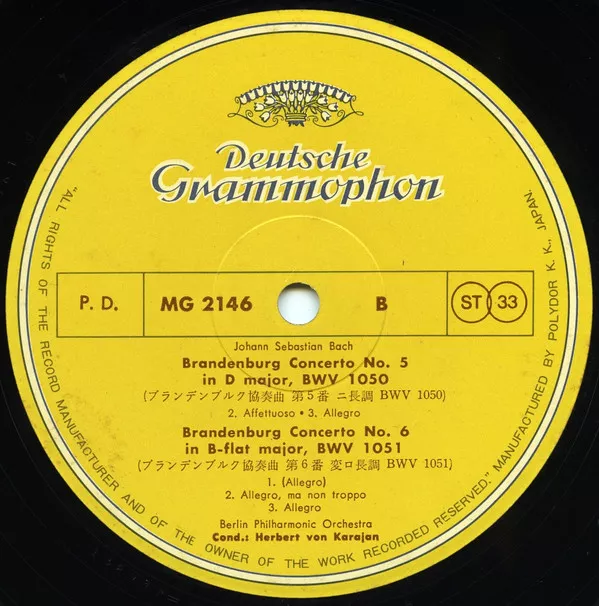 Deutsche
Grammophon
P. D.
MG 2146
B
ST 33
Johann Sebastian Bach
Brandenburg Concerto No. 5
in D major, BWV 1050
(ブランデンブルク協奏曲 第5番 ニ長調 BWV 1050)
2. Affettuoso • 3. Allegro
Brandenburg Concerto No. 6
in B-flat major, BWV 1051
(ブランデンブルク協奏曲 第6番 変ロ長調 BWV 1051)
1. (Allegro)
2. Allegro, ma non troppo
3. Allegro
Berlin Philharmonic Orchestra
Cond.: Herbert von Karajan
"ALL RIGHTS OF THE RECORD MANUFACTURER AND OF THE OWNER OF THE WORK RECORDED RESERVED." MANUFACTURED BY POLYDOR K. K., JAPAN.